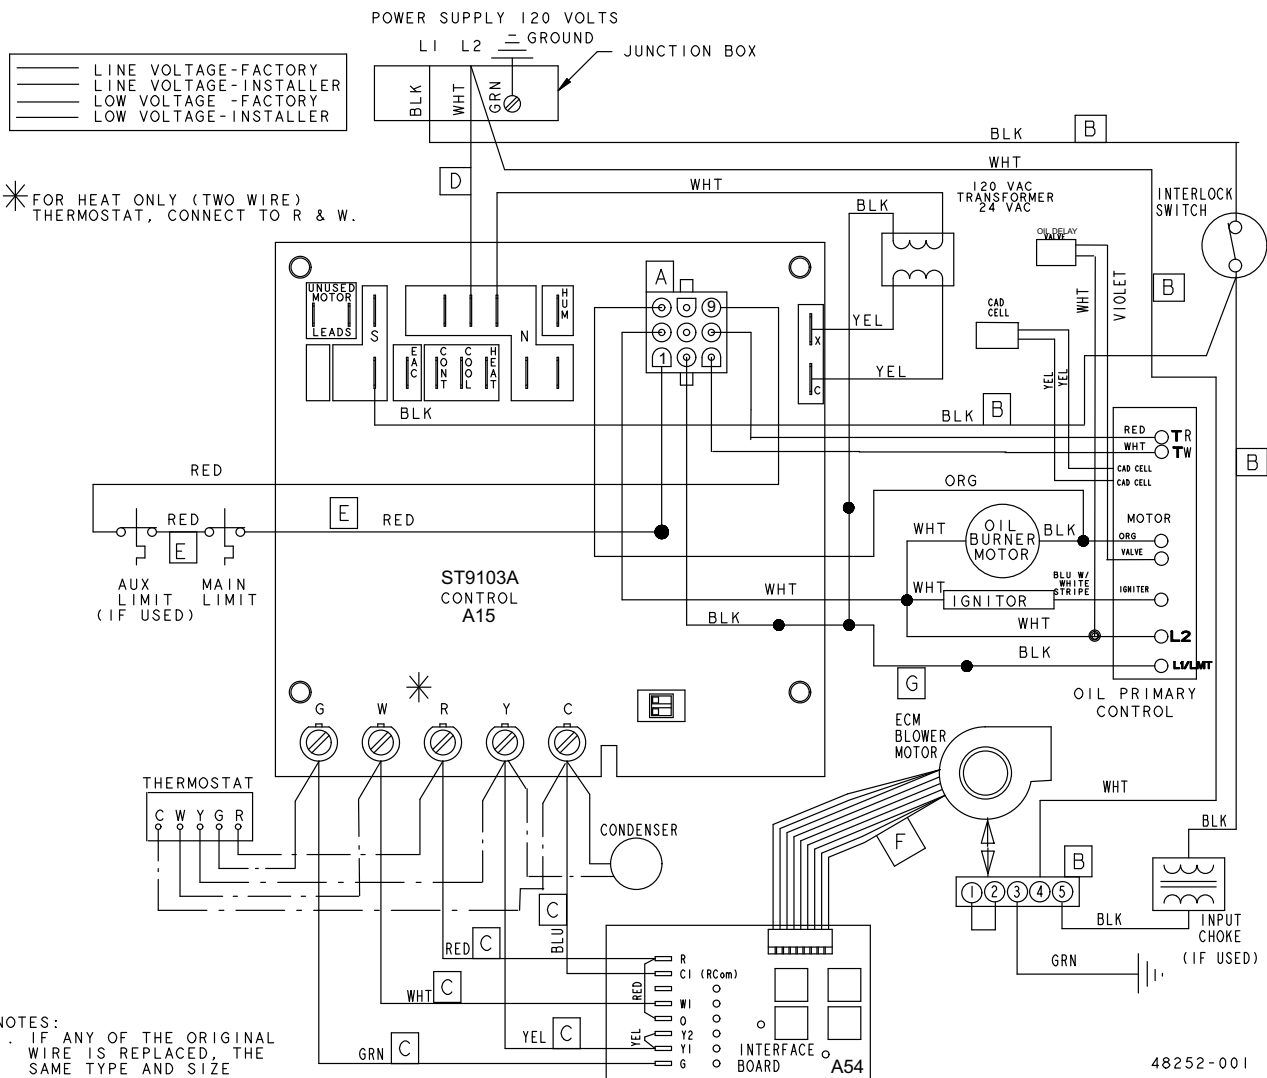 POWER SUPPLY 120 VOLTS
L1 L2 GROUND
JUNCTION BOX
BLK WHT GRN
LINE VOLTAGE-FACTORY
LINE VOLTAGE-INSTALLER
LOW VOLTAGE -FACTORY
LOW VOLTAGE-INSTALLER
BLK B
WHT
D
WHT
FOR HEAT ONLY (TWO WIRE)
THERMOSTAT, CONNECT TO R & W.
120 VAC
TRANSFORMER
24 VAC
BLK
INTERLOCK
SWITCH
OIL DELAY
VALVE
WHT
VIOLET
B
CAD
CELL
YEL
YEL
UNUSED
MOTOR
LEADS
S
N
HUM
EAC
CONT
COOL
HEAT
A
9
1
X
C
YEL
YEL
BLK
BLK B
RED T R
WHT T W
CAD CELL
CAD CELL
B
RED
ORG
E
RED
RED
E
AUX
LIMIT
(IF USED)
MAIN
LIMIT
ST9103A
CONTROL
A15
WHT
OIL
BURNER
MOTOR
BLK
MOTOR
ORG
VALVE
WHT
WHT
IGNITOR
BLU W/
WHITE
STRIPE
IGNITER
BLK
WHT
L2
BLK
L1/LMT
G
OIL PRIMARY
CONTROL
G W R Y C
ECM
BLOWER
MOTOR
WHT
THERMOSTAT
C W Y G R
CONDENSER
F
BLK
B
1 2 3 4 5
BLK
INPUT
CHOKE
(IF USED)
GRN
C
BLU
RED C
WHT C
YEL C
GRN C
R
C1 (RCom)
W1
O
Y2
Y1
G
RED
YEL
INTERFACE
BOARD
A54
NOTES:
. IF ANY OF THE ORIGINAL
WIRE IS REPLACED, THE
SAME TYPE AND SIZE
48252-001